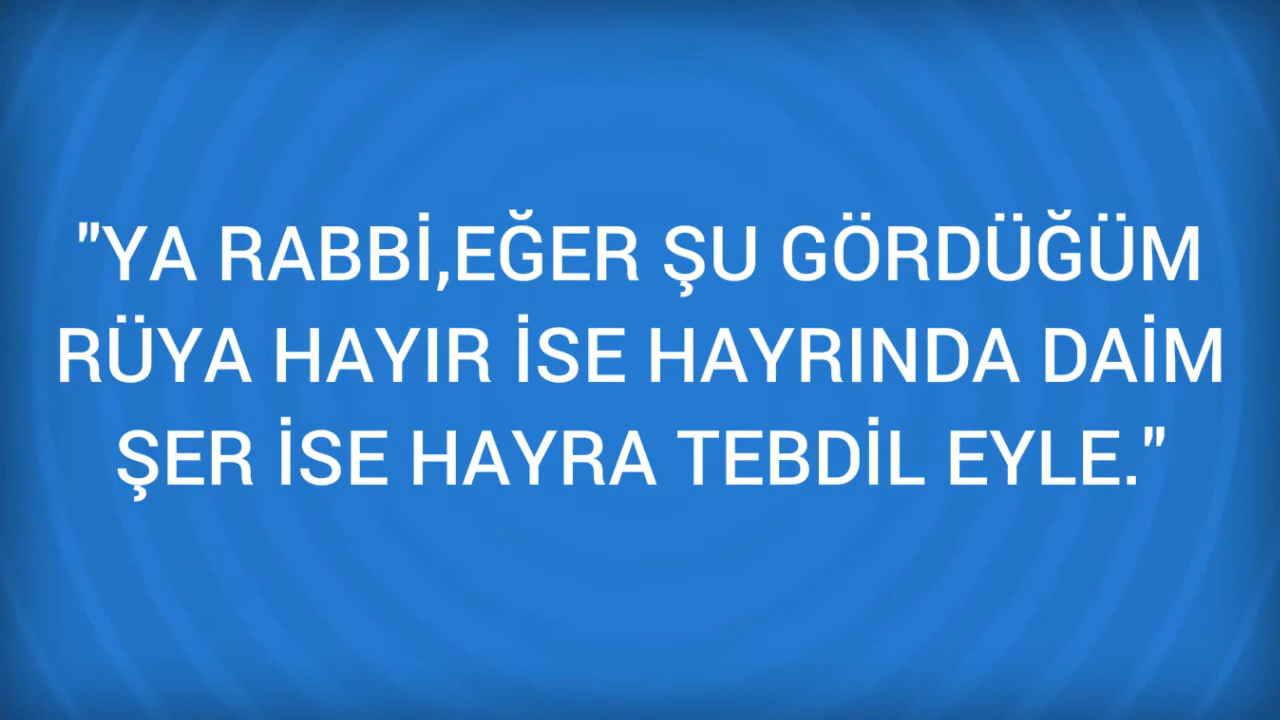 "YA RABBİ,EĞER ŞU GÖRDÜĞÜM
RÜYA HAYIR İSE HAYRINDA DAİM
ŞER İSE HAYRA TEBDİL EYLE."